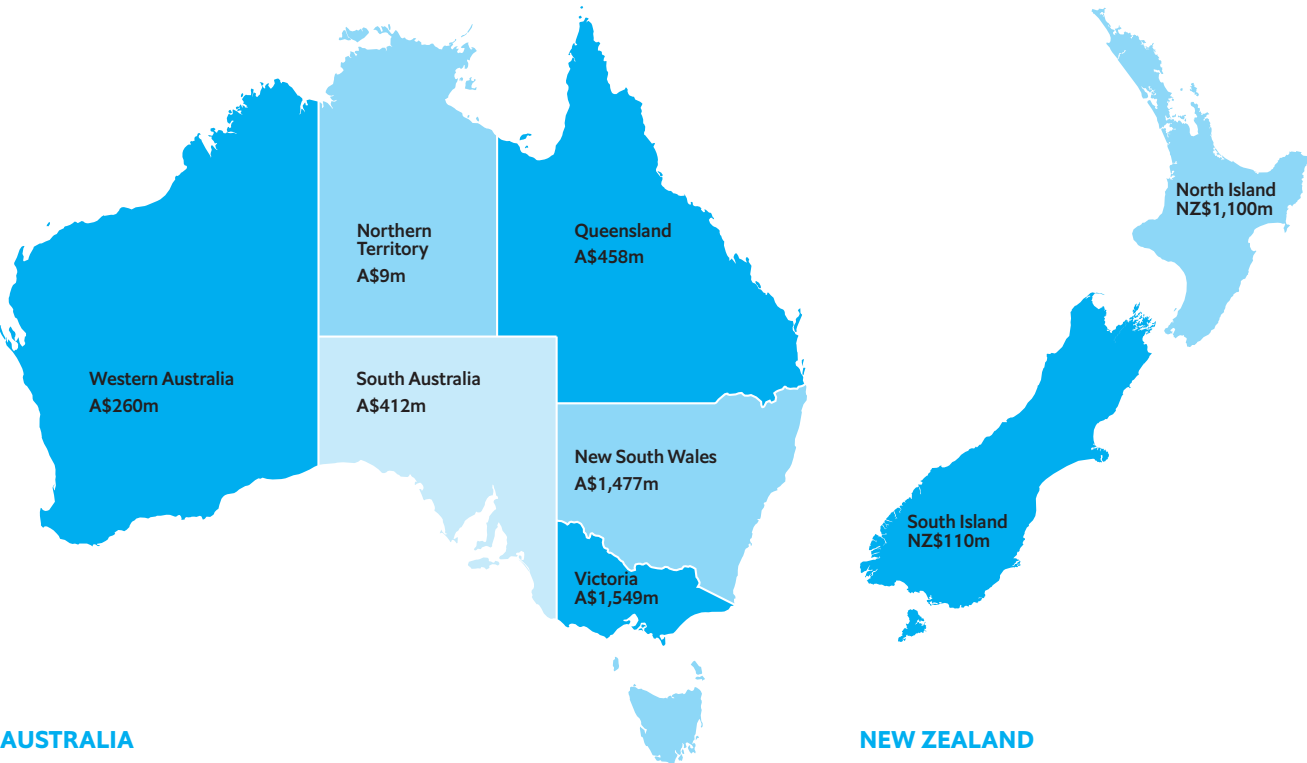 Northern
Territory
A$9m
Queensland
A$458m
Western Australia
A$260m
South Australia
A$412m
New South Wales
A$1,477m
Victoria
A$1,549m
AUSTRALIA
North Island
NZ$1,100m
South Island
NZ$110m
NEW ZEALAND